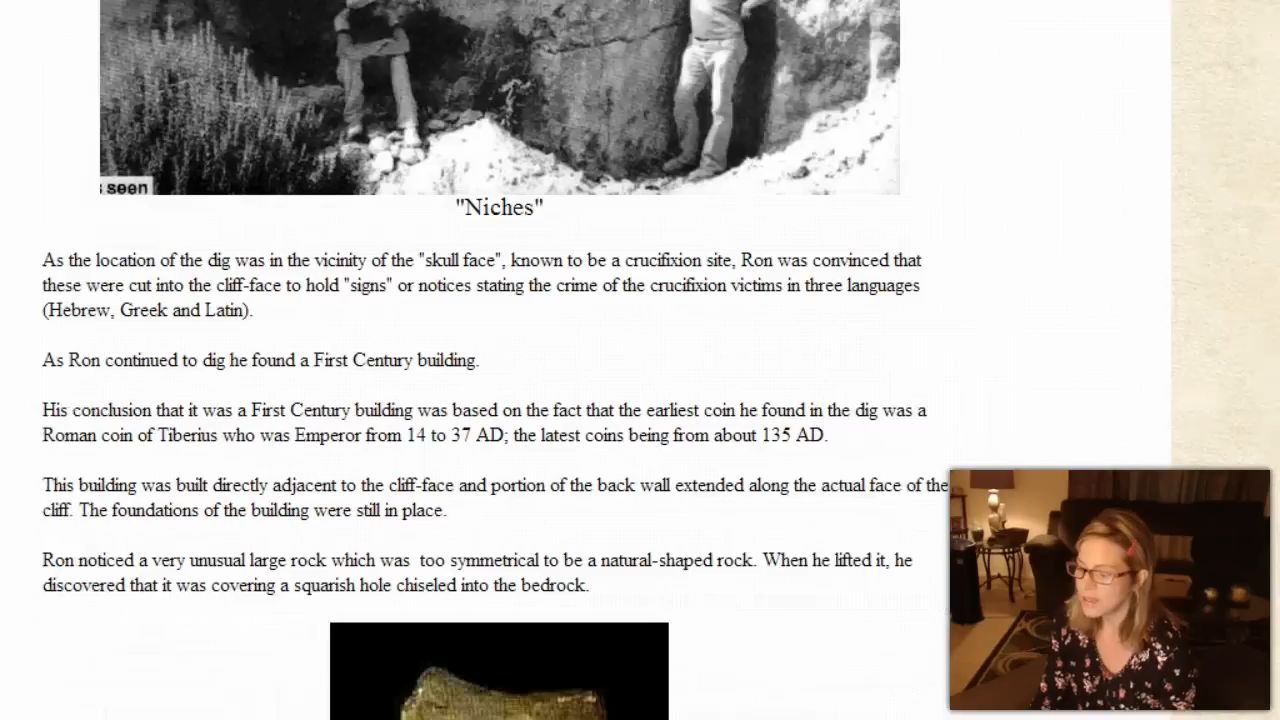 s seen
"Niches"
As the location of the dig was in the vicinity of the "skull face", known to be a crucifixion site, Ron was convinced that
these were cut into the cliff-face to hold "signs" or notices stating the crime of the crucifixion victims in three languages
(Hebrew, Greek and Latin).
As Ron continued to dig he found a First Century building.
His conclusion that it was a First Century building was based on the fact that the earliest coin he found in the dig was a
Roman coin of Tiberius who was Emperor from 14 to 37 AD; the latest coins being from about 135 AD.
This building was built directly adjacent to the cliff-face and portion of the back wall extended along the actual face of the
cliff. The foundations of the building were still in place.
Ron noticed a very unusual large rock which was  too symmetrical to be a natural-shaped rock. When he lifted it, he
discovered that it was covering a squarish hole chiseled into the bedrock.